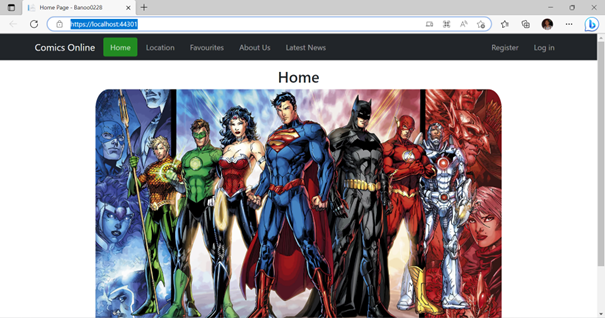 Home Page - Banoo0228
https://localhost:44301
Comics Online Home Location Favourites About Us Latest News Register Log in
Home